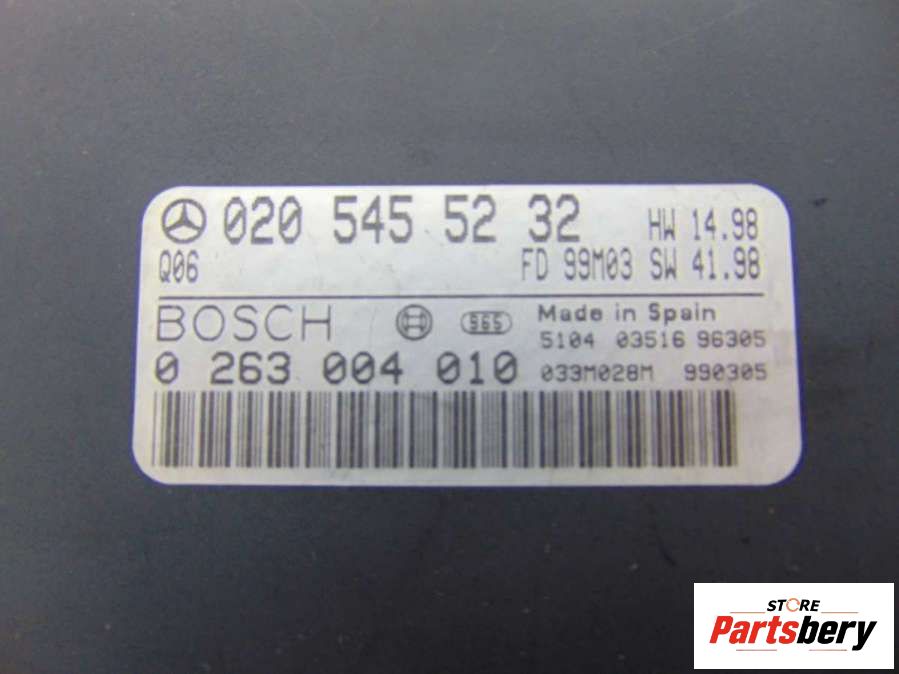 020 545 52 32 HW 14.98
Q06 FD 99M03 SW 41.98
BOSCH 965 Made in Spain
5104 03516 96305
0 263 004 010 033M028M 990305
STORE
Partsbery